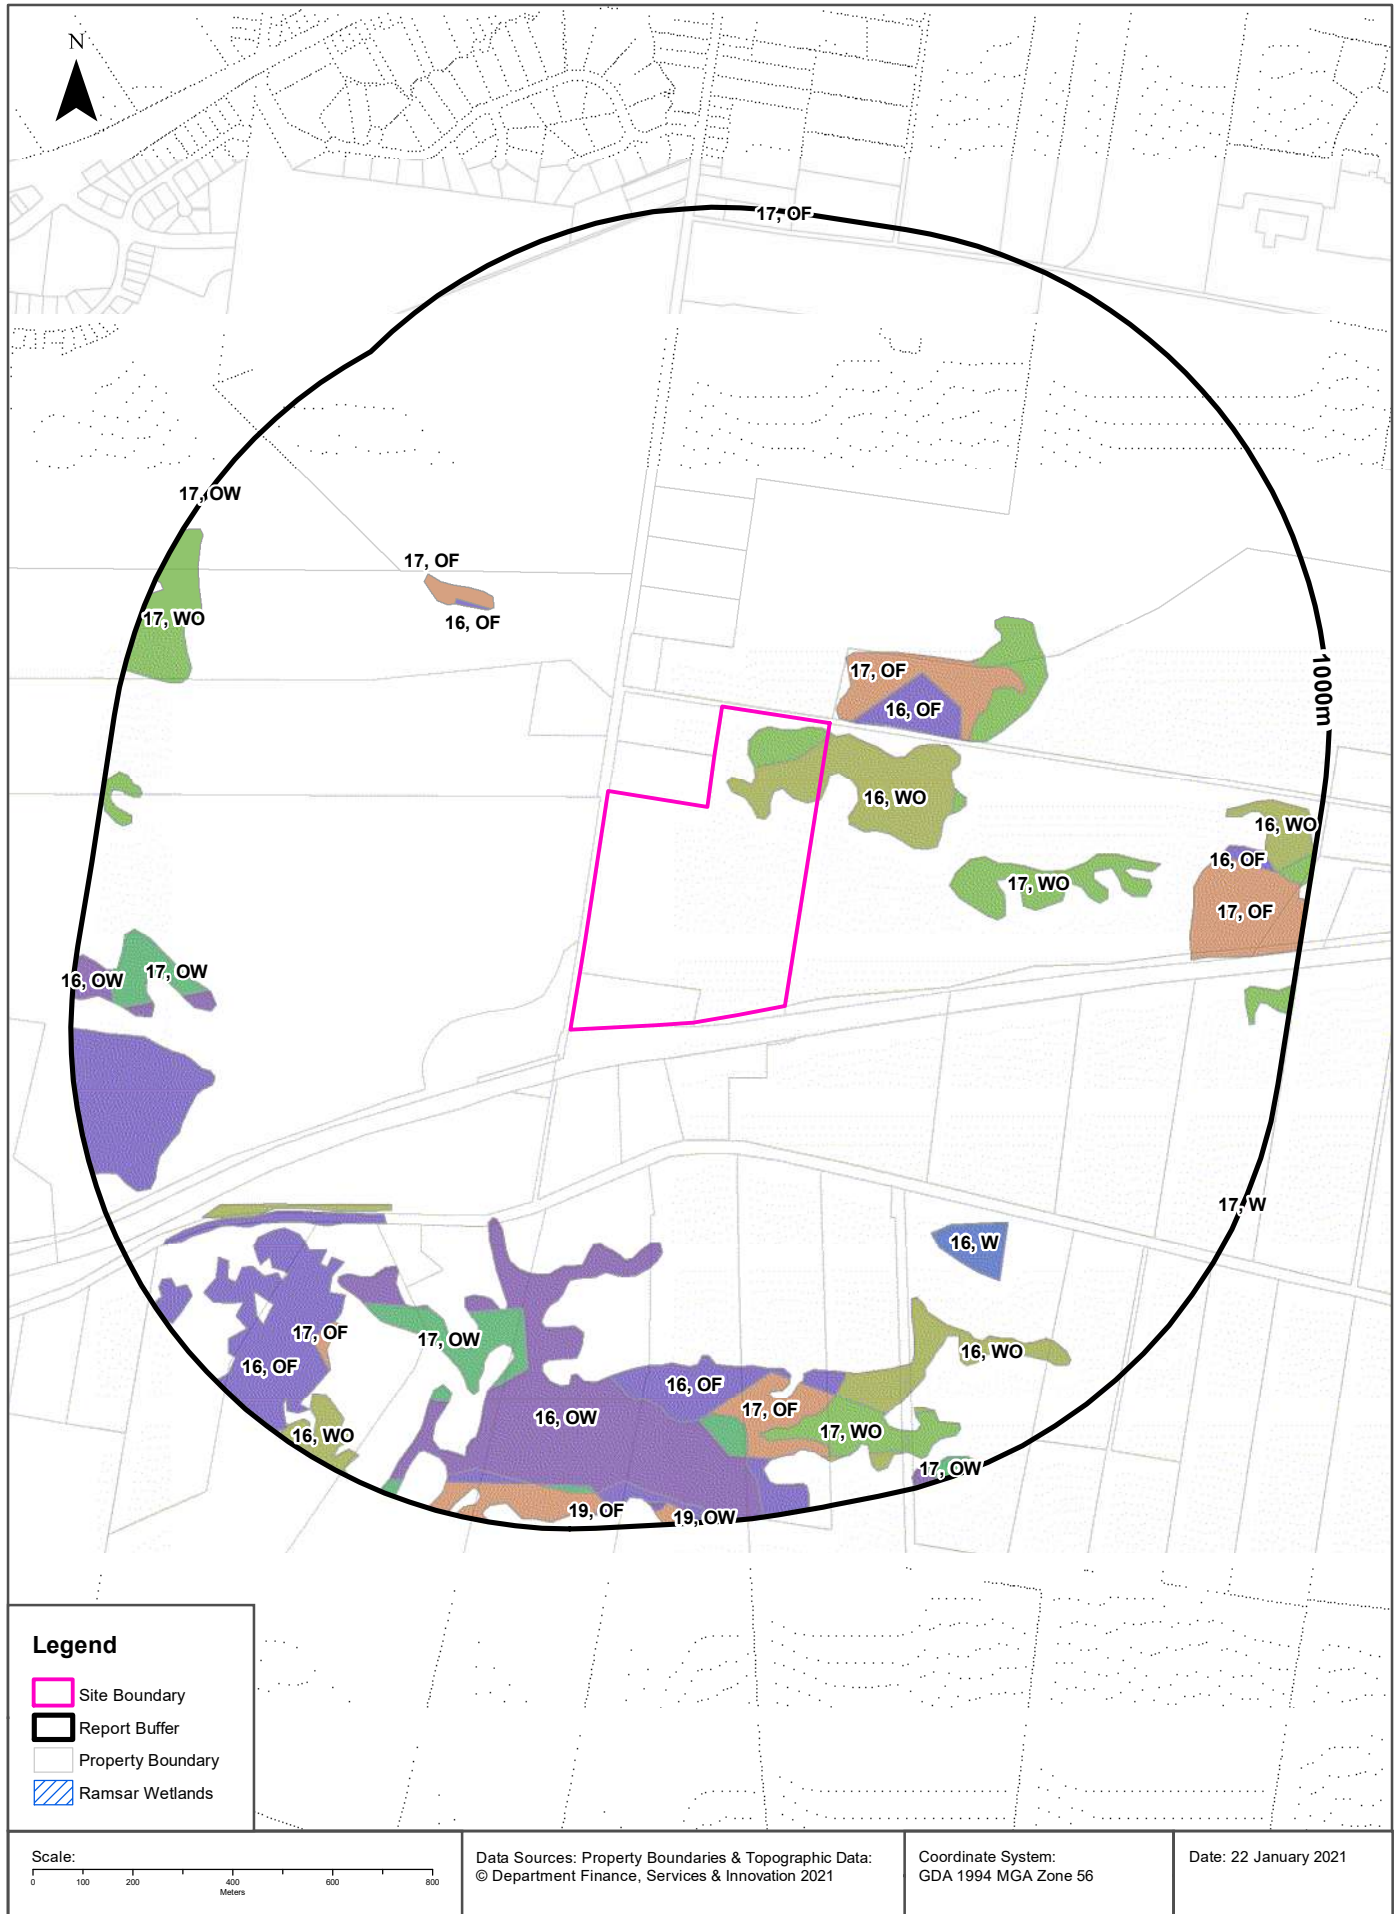 N
17, OF
17, OW
17, OF
17, WO
16, OF
1000m
17, OF
16, OF
16, WO
16, WO
16, OF
17, WO
17, OF
16, OW
17, OW
17, W
16, W
17, OF
17, OW
16, WO
16, OF
16, OF
17, OF
16, OW
17, WO
16, WO
17, OW
19, OF
19, OW
Legend
Site Boundary
Report Buffer
Property Boundary
Ramsar Wetlands
Scale:
0 100 200 400 600 800
Meters
Data Sources: Property Boundaries & Topographic Data:
© Department Finance, Services & Innovation 2021
Coordinate System:
GDA 1994 MGA Zone 56
Date: 22 January 2021